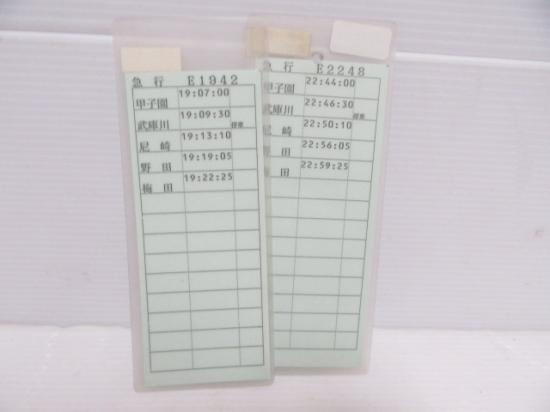 急 行 E1942
甲子園 19:07:00
武庫川 19:09:30
尼 崎 19:13:10
野 田 19:19:05
梅 田 19:22:25
急 行 E2248
甲子園 22:44:00
武庫川 22:46:30
尼 崎 22:50:10
野 田 22:56:05
梅 田 22:59:25